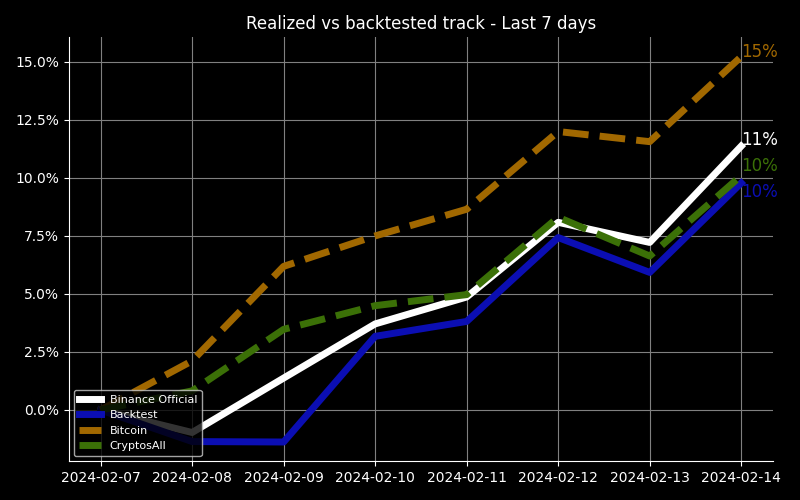 Realized vs backtested track - Last 7 days
15.0%
12.5%
10.0%
7.5%
5.0%
2.5%
0.0%
15%
11%
10%
10%
Binance Official
Backtest
Bitcoin
CryptosAll
2024-02-07 2024-02-08 2024-02-09 2024-02-10 2024-02-11 2024-02-12 2024-02-13 2024-02-14